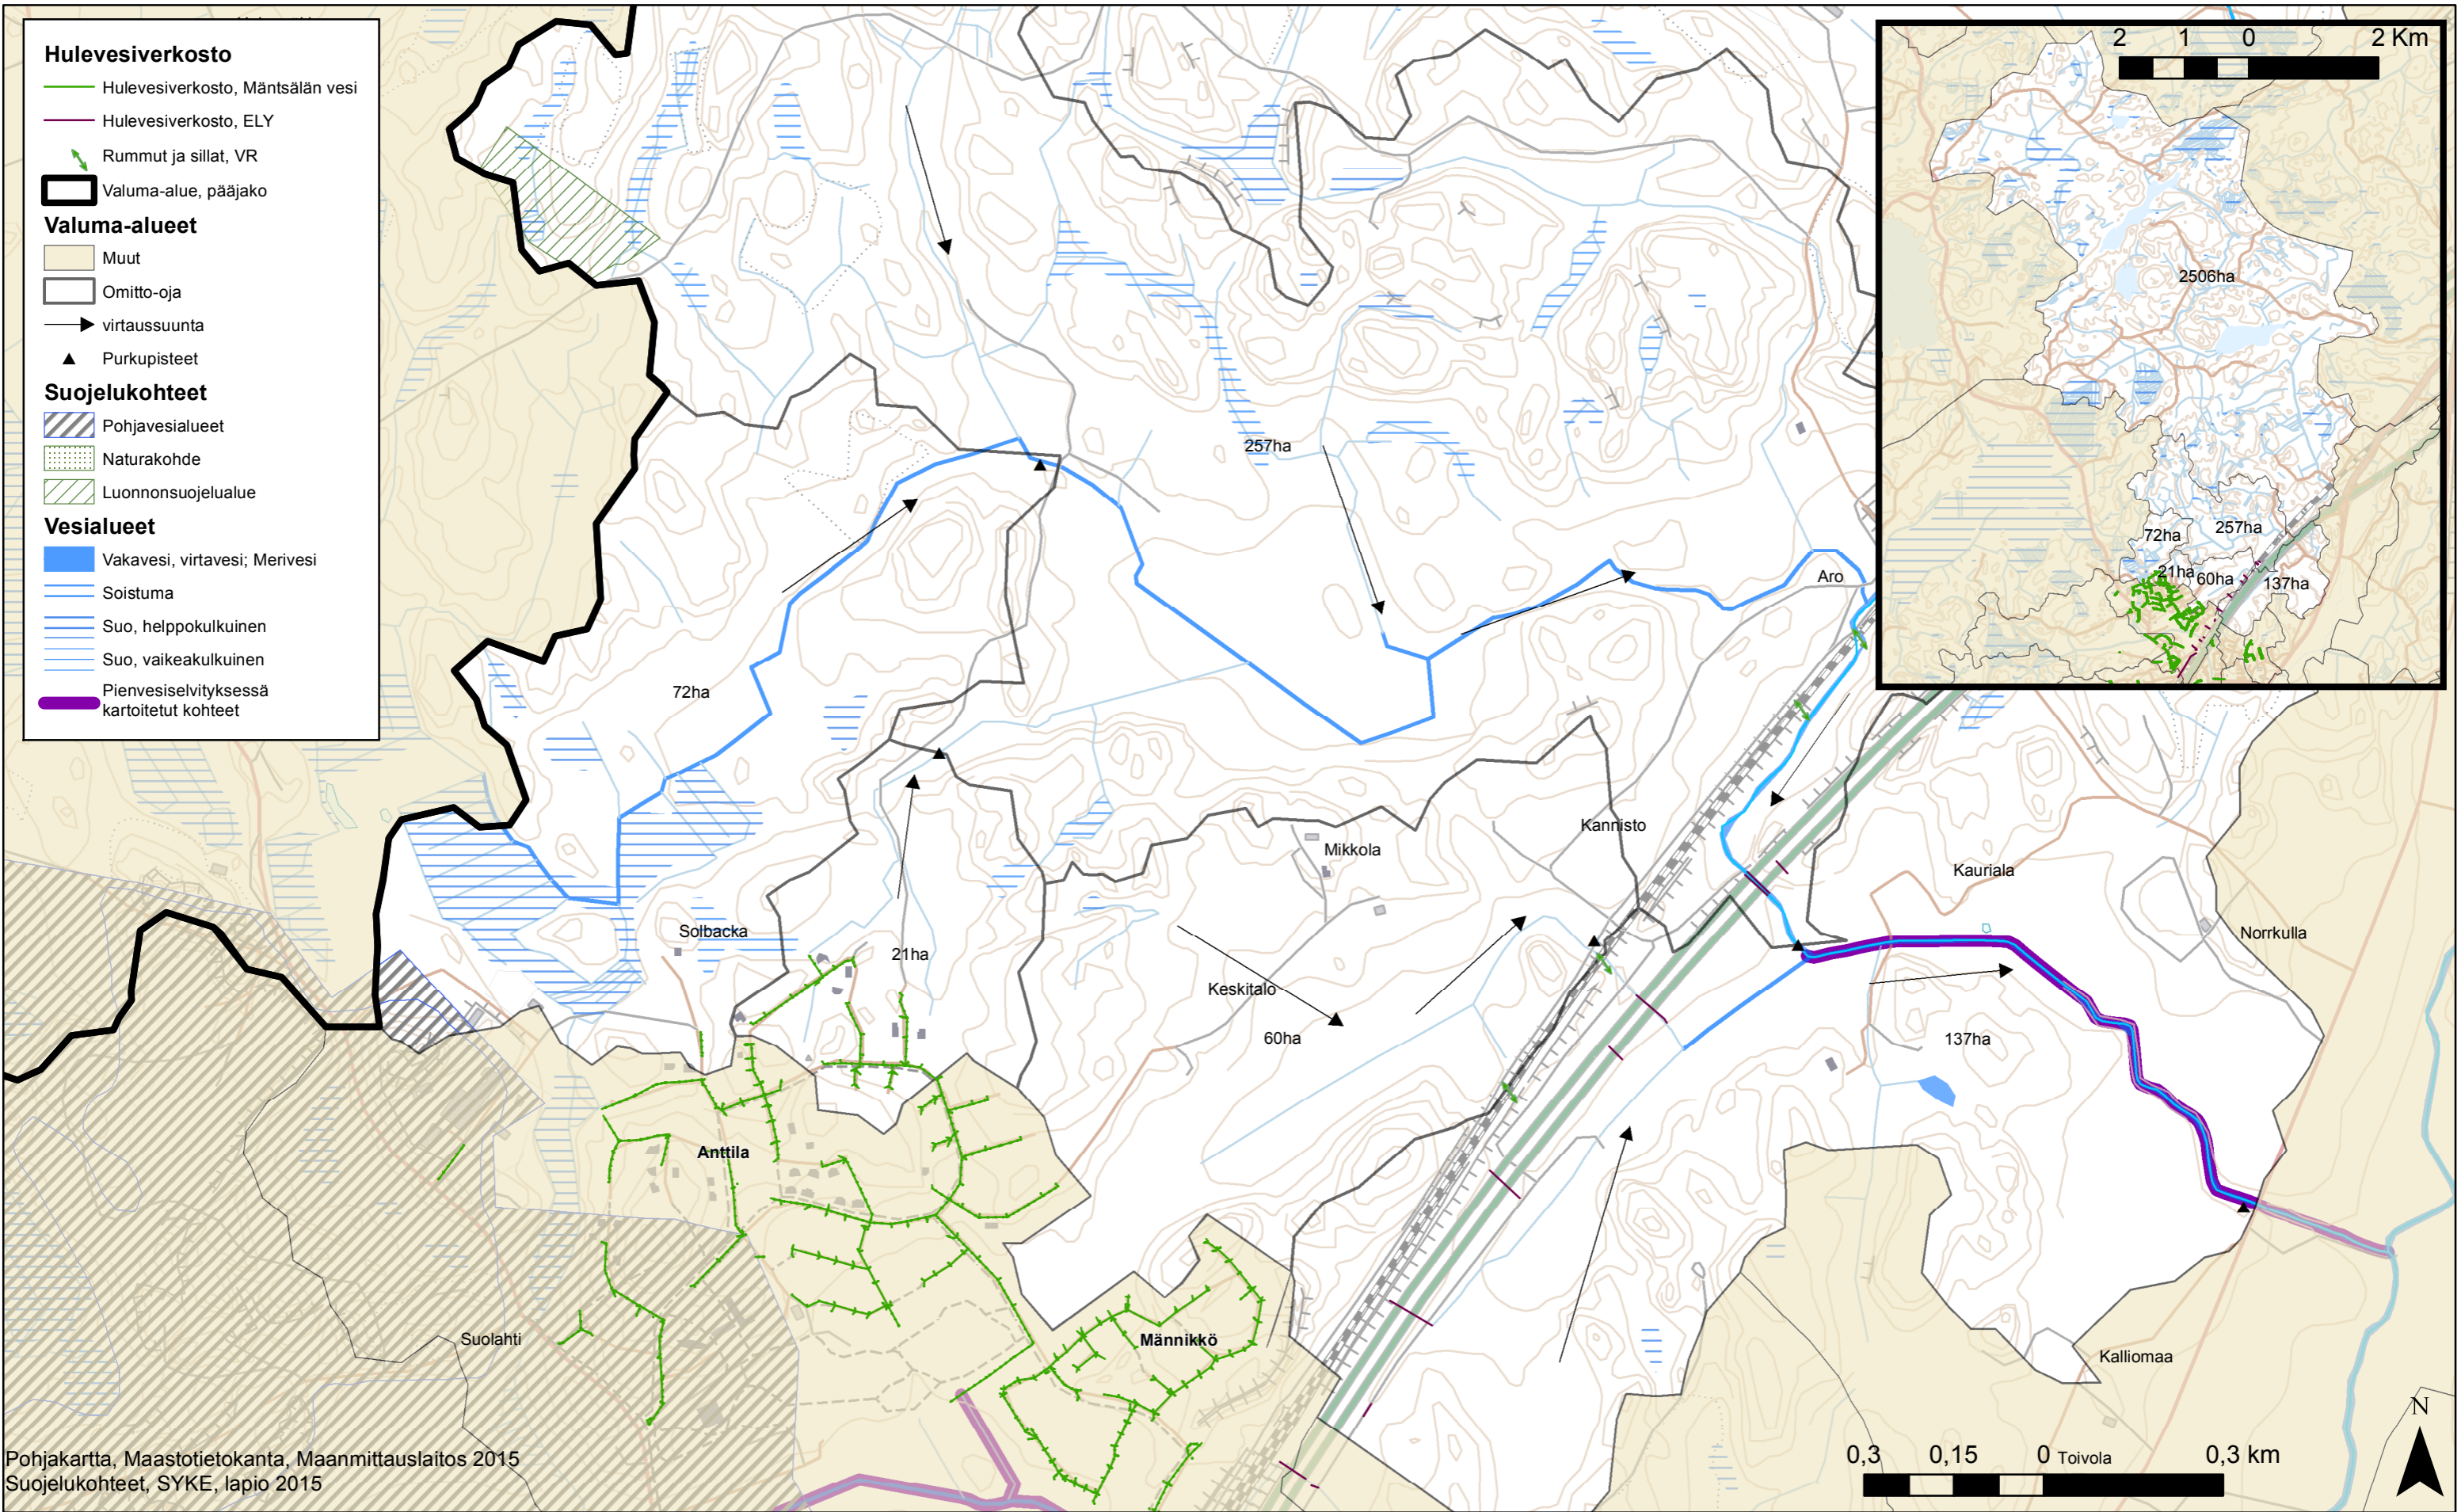 Hulevesiverkosto
Hulevesiverkosto, Mäntsälän vesi
Hulevesiverkosto, ELY
Rummut ja sillat, VR
Valuma-alue, pääjako
Valuma-alueet
Muut
Omitto-oja
virtaussuunta
Purkupisteet
Suojelukohteet
Pohjavesialueet
Naturakohde
Luonnonsuojelualue
Vesialueet
Vakavesi, virtavesi; Merivesi
Soistuma
Suo, helppokulkuinen
Suo, vaikeakulkuinen
Pienvesiselvityksessä
kartoitetut kohteet
2 1 0 2 Km
2506ha
72ha
257ha
21ha
60ha
137ha
257ha
Aro
72ha
Kannisto
Mikkola
Kauriala
Solbacka
21ha
Norrkulla
Keskitalo
60ha
137ha
Anttila
Suolahti
Männikkö
Kalliomaa
N
0,3 0,15 0 Toivola 0,3 km
Pohjakartta, Maastotietokanta, Maanmittauslaitos 2015
Suojelukohteet, SYKE, lapio 2015